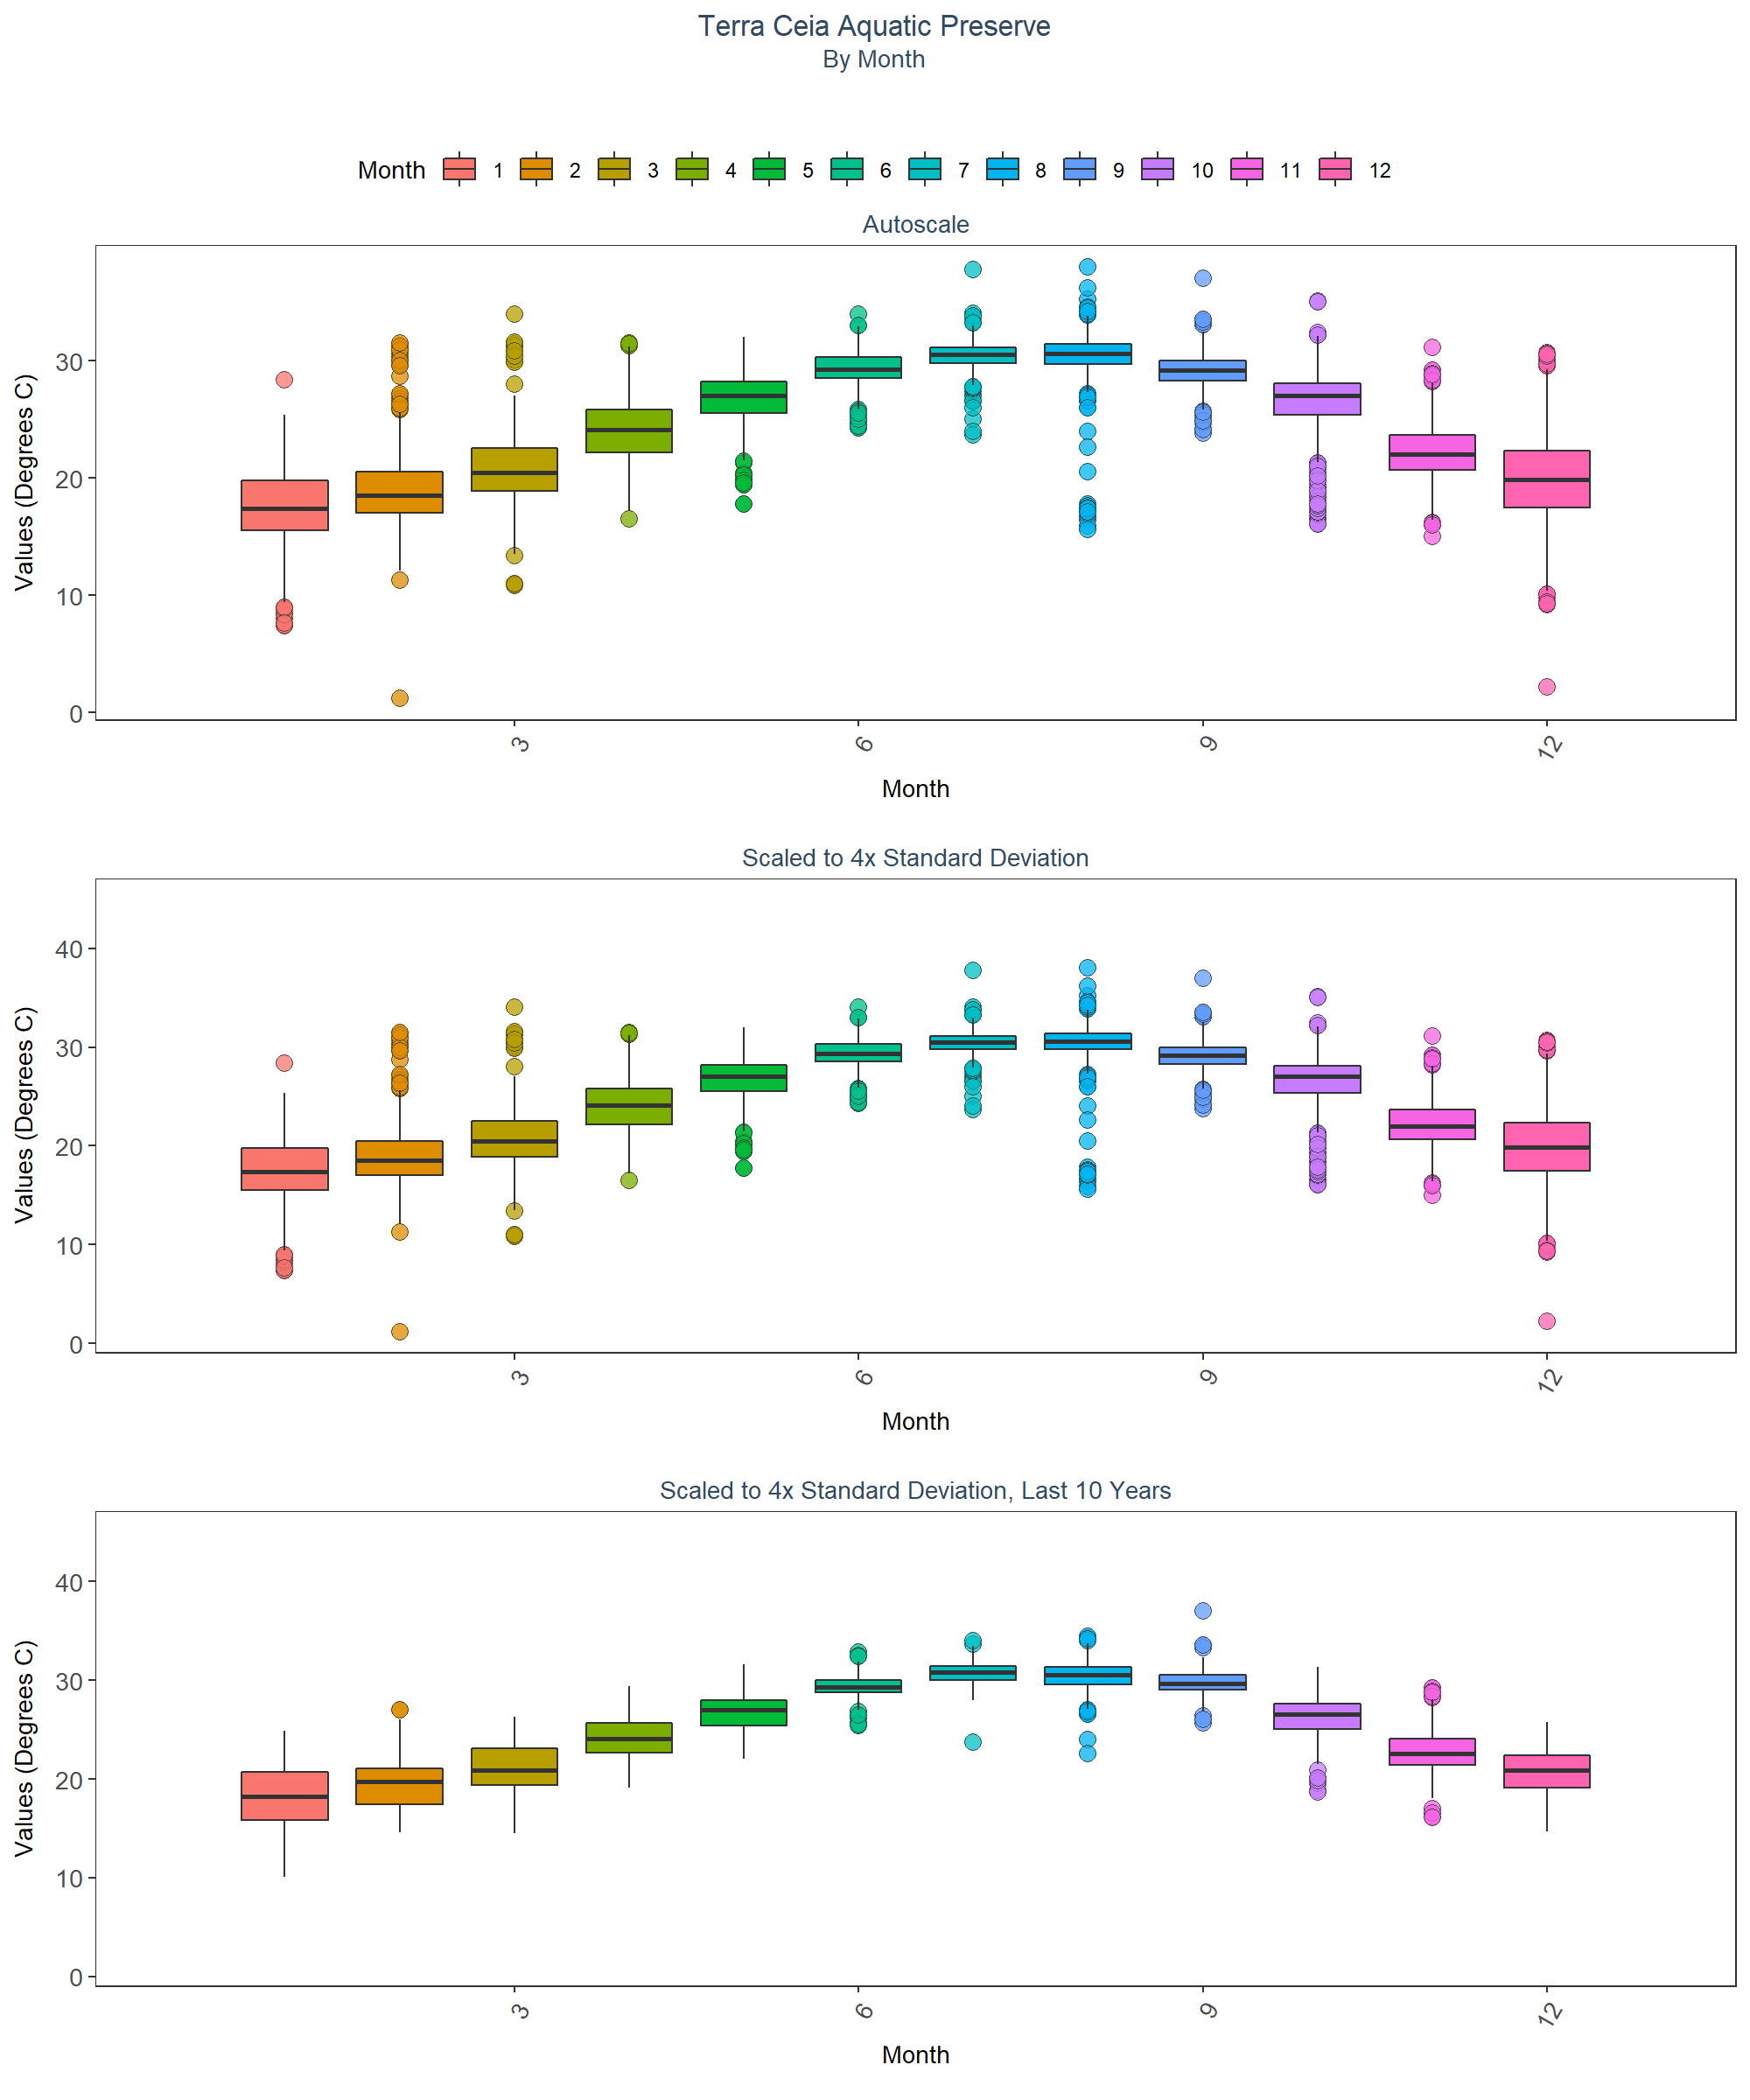 Terra Ceia Aquatic Preserve
By Month
Month 1 2 3 4 5 6 7 8 9 10 11 12
Autoscale
Values (Degrees C)
30
20
10
0
3 6 9 12
Month
Scaled to 4x Standard Deviation
Values (Degrees C)
40
30
20
10
0
3 6 9 12
Month
Scaled to 4x Standard Deviation, Last 10 Years
Values (Degrees C)
40
30
20
10
0
3 6 9 12
Month